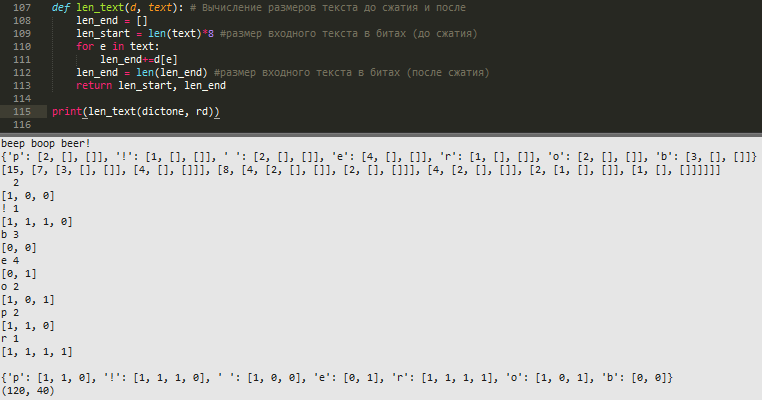 107 def len_text(d, text): # Вычисление размеров текста до сжатия и после
108 len_end = []
109 len_start = len(text)*8 #размер входного текста в битах (до сжатия)
110 for e in text:
111 len_end+=d[e]
112 len_end = len(len_end) #размер входного текста в битах (после сжатия)
113 return len_start, len_end
114
115 print(len_text(dictone, rd))
116
beep boop beer!
{'p': [2, [], []], '!': [1, [], []], ' ': [2, [], []], 'e': [4, [], []], 'r': [1, [], []], 'o': [2, [], []], 'b': [3, [], []]}
[15, [7, [3, [], []], [4, [], []]], [8, [4, [2, [], []], [2, [], []]], [4, [2, [], []], [2, [1, [], []], [1, [], []]]]]]
2
[1, 0, 0]
! 1
[1, 1, 1, 0]
b 3
[0, 0]
e 4
[0, 1]
o 2
[1, 0, 1]
p 2
[1, 1, 0]
r 1
[1, 1, 1, 1]
{'p': [1, 1, 0], '!': [1, 1, 1, 0], ' ': [1, 0, 0], 'e': [0, 1], 'r': [1, 1, 1, 1], 'o': [1, 0, 1], 'b': [0, 0]}
(120, 40)